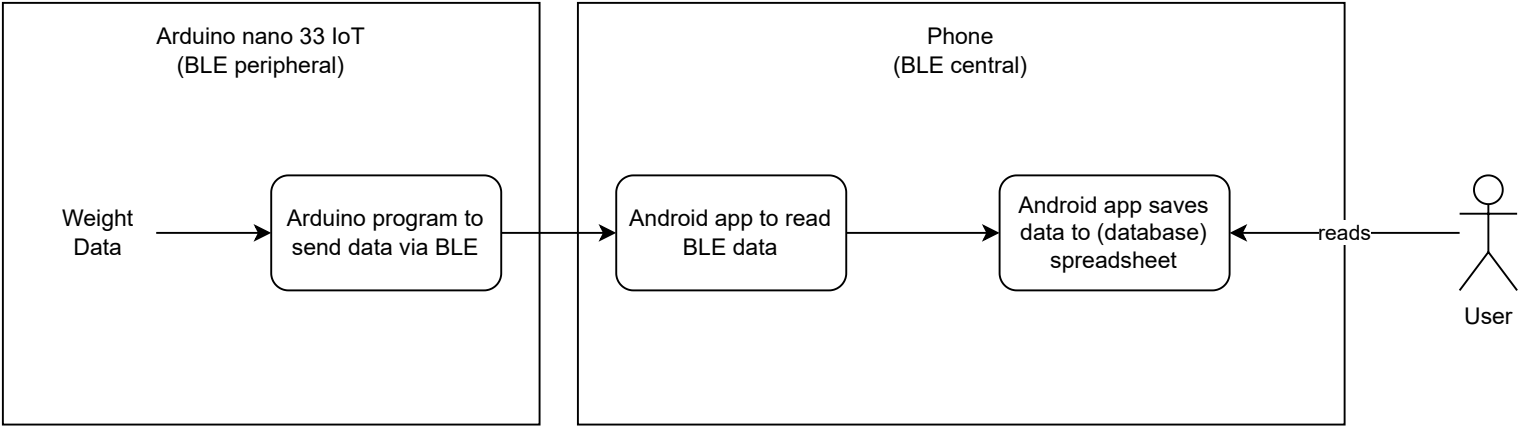 Arduino nano 33 IoT
(BLE peripheral)
Phone
(BLE central)
Weight
Data
Arduino program to
send data via BLE
Android app to read
BLE data
Android app saves
data to (database)
spreadsheet
reads
User